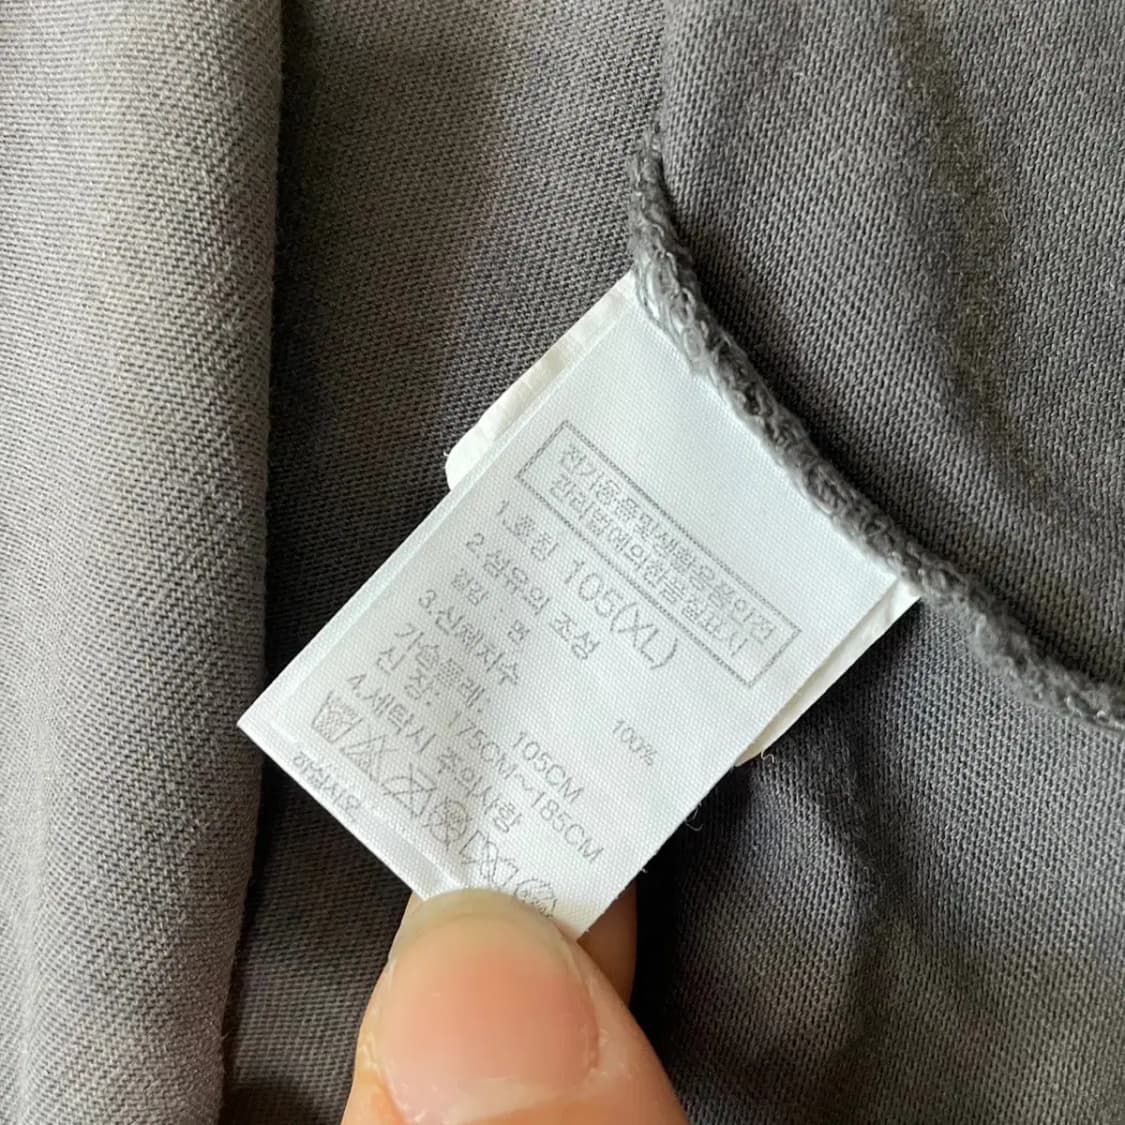 전기용품및생활용품안전
관리법에의한품질표시
1.호칭 105(XL)
2.섬유의 조성
겉감 : 면 100%
3.신체치수
가슴둘레: 105CM
신 장: 175CM~185CM
4.세탁시 주의사항